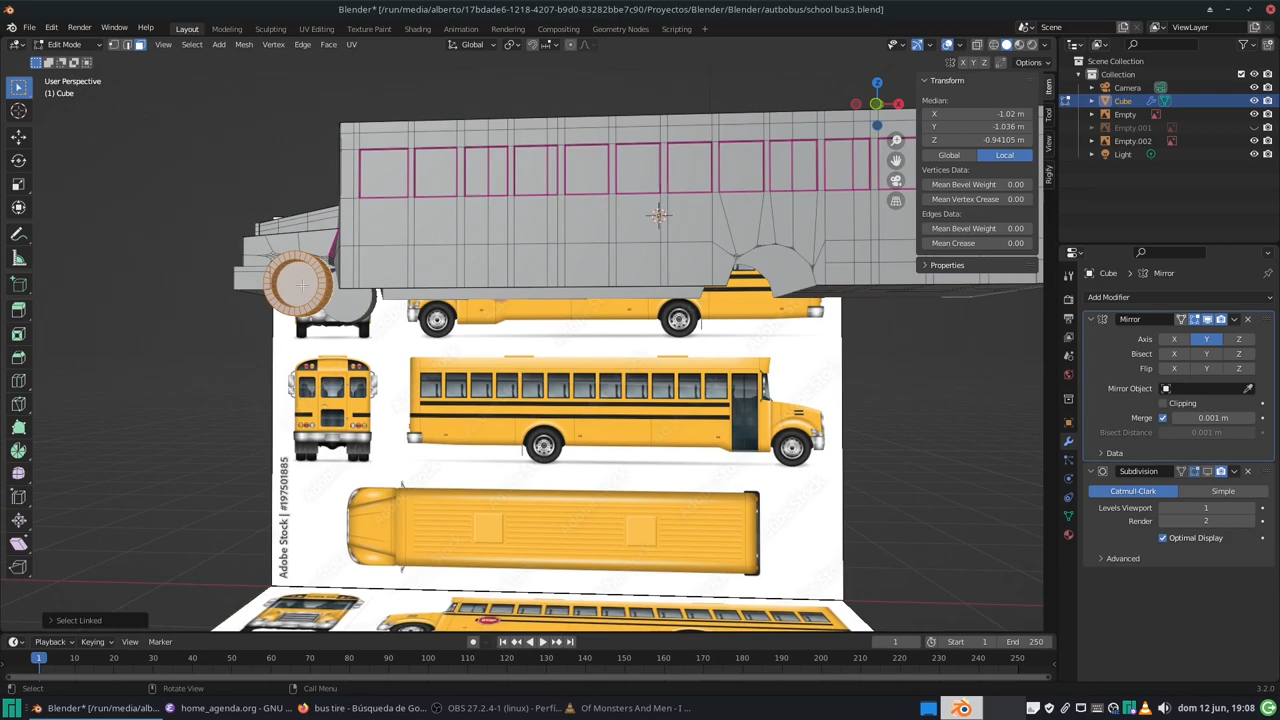 Blender* [/run/media/alberto/17bdade6-1218-4207-b9d0-83282bbe7c90/Proyectos/Blender/Blender/autbobus/school bus3.blend]
File Edit Render Window Help Layout Modeling Sculpting UV Editing Texture Paint Shading Animation Rendering Compositing Geometry Nodes Scripting + Scene ViewLayer
Edit Mode View Select Add Mesh Vertex Edge Face UV Global
X Y Z Options
User Perspective
(1) Cube
Z
X
Transform
Median:
X -1.02 m
Y -1.036 m
Z -0.94105 m
Global Local
Vertices Data:
Mean Bevel Weight 0.00
Mean Vertex Crease 0.00
Edges Data:
Mean Bevel Weight 0.00
Mean Crease 0.00
Properties
Item
Tool
View
Rigify
Scene Collection
Collection
Camera
Cube
Empty
Empty.001
Empty.002
Light
Cube Mirror
Add Modifier
Mirror
Axis X Y Z
Bisect X Y Z
Flip X Y Z
Mirror Object
Clipping
Merge 0.001 m
Bisect Distance 0.001 m
Data
Subdivision
Catmull-Clark Simple
Levels Viewport 1
Render 2
Optimal Display
Advanced
Adobe Stock | #197501885
Select Linked
Playback Keying View Marker 1 Start 1 End 250
1 10 20 30 40 50 60 70 80 90 100 110 120 130 140 150 160 170 180 190 200 210 220 230 240 250
Select Rotate View Call Menu 3.2.0
Blender* [/run/media/alb... home_agenda.org - GNU ... bus tire - Búsqueda de Go... OBS 27.2.4-1 (linux) - Perfi... Of Monsters And Men - I ... dom 12 jun, 19:08